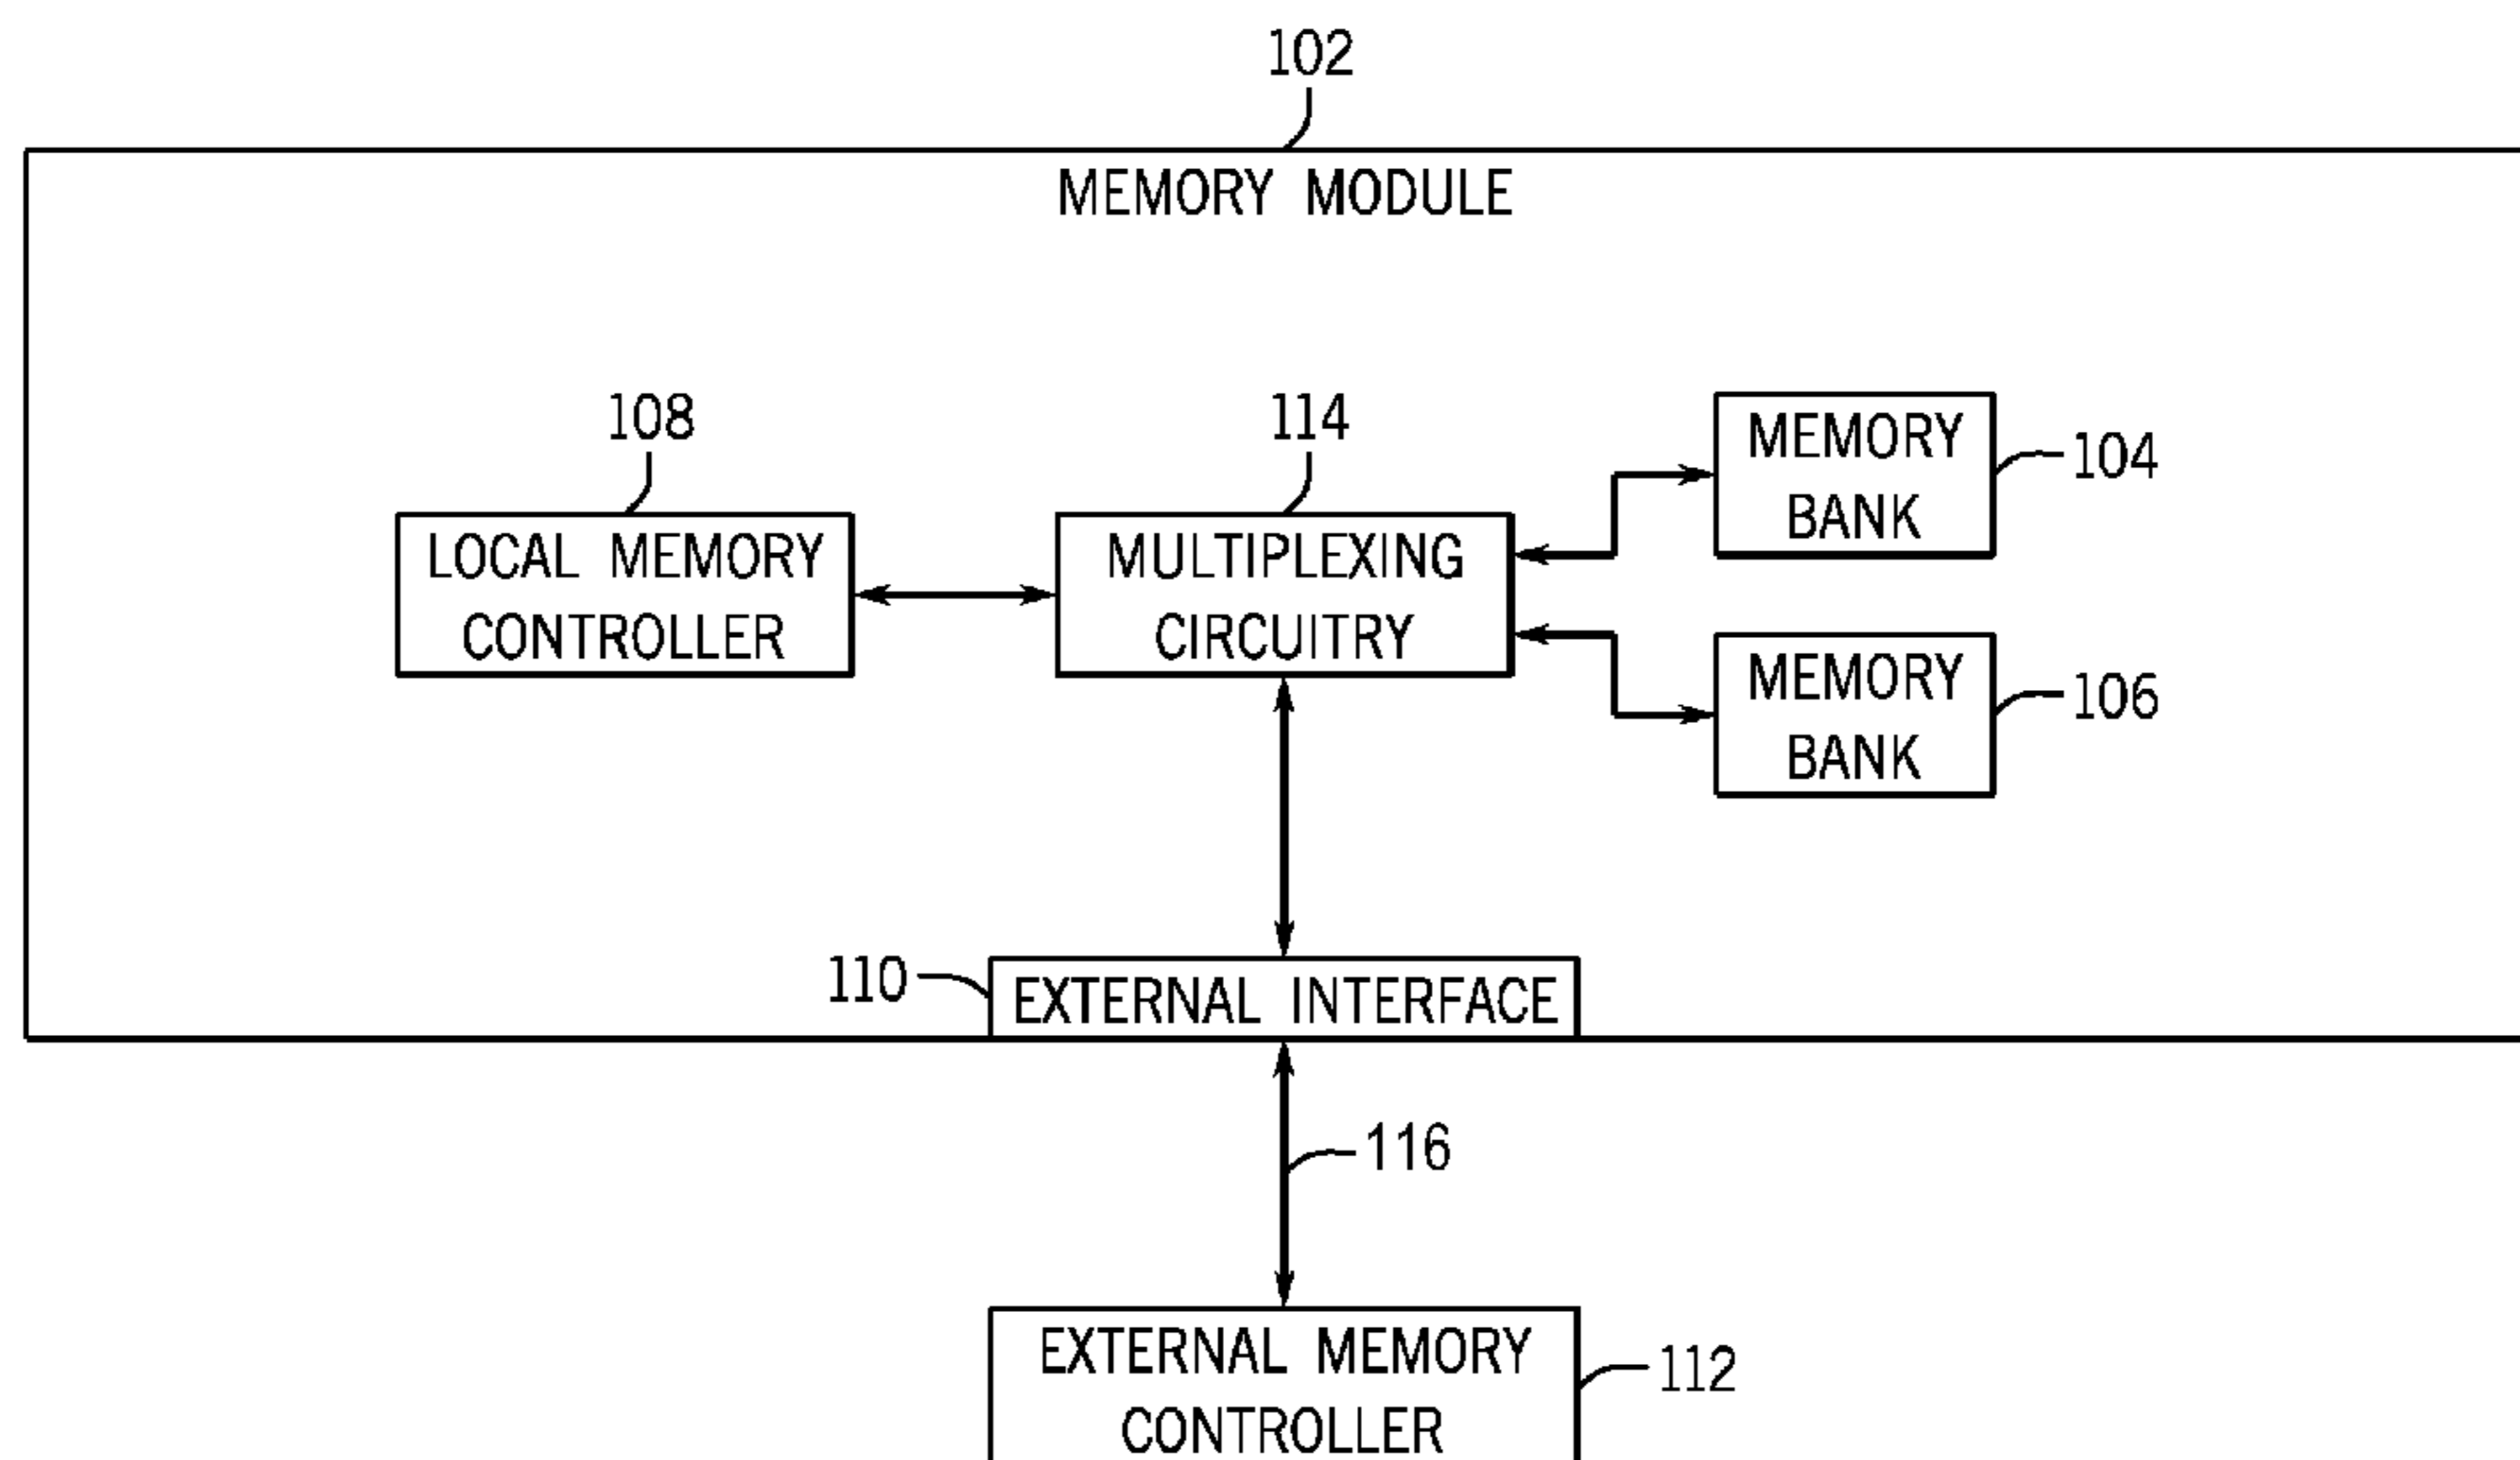 102
MEMORY MODULE
108
114
MEMORY
BANK
104
LOCAL MEMORY
CONTROLLER
MULTIPLEXING
CIRCUITRY
MEMORY
BANK
106
110
EXTERNAL INTERFACE
116
EXTERNAL MEMORY
CONTROLLER
112